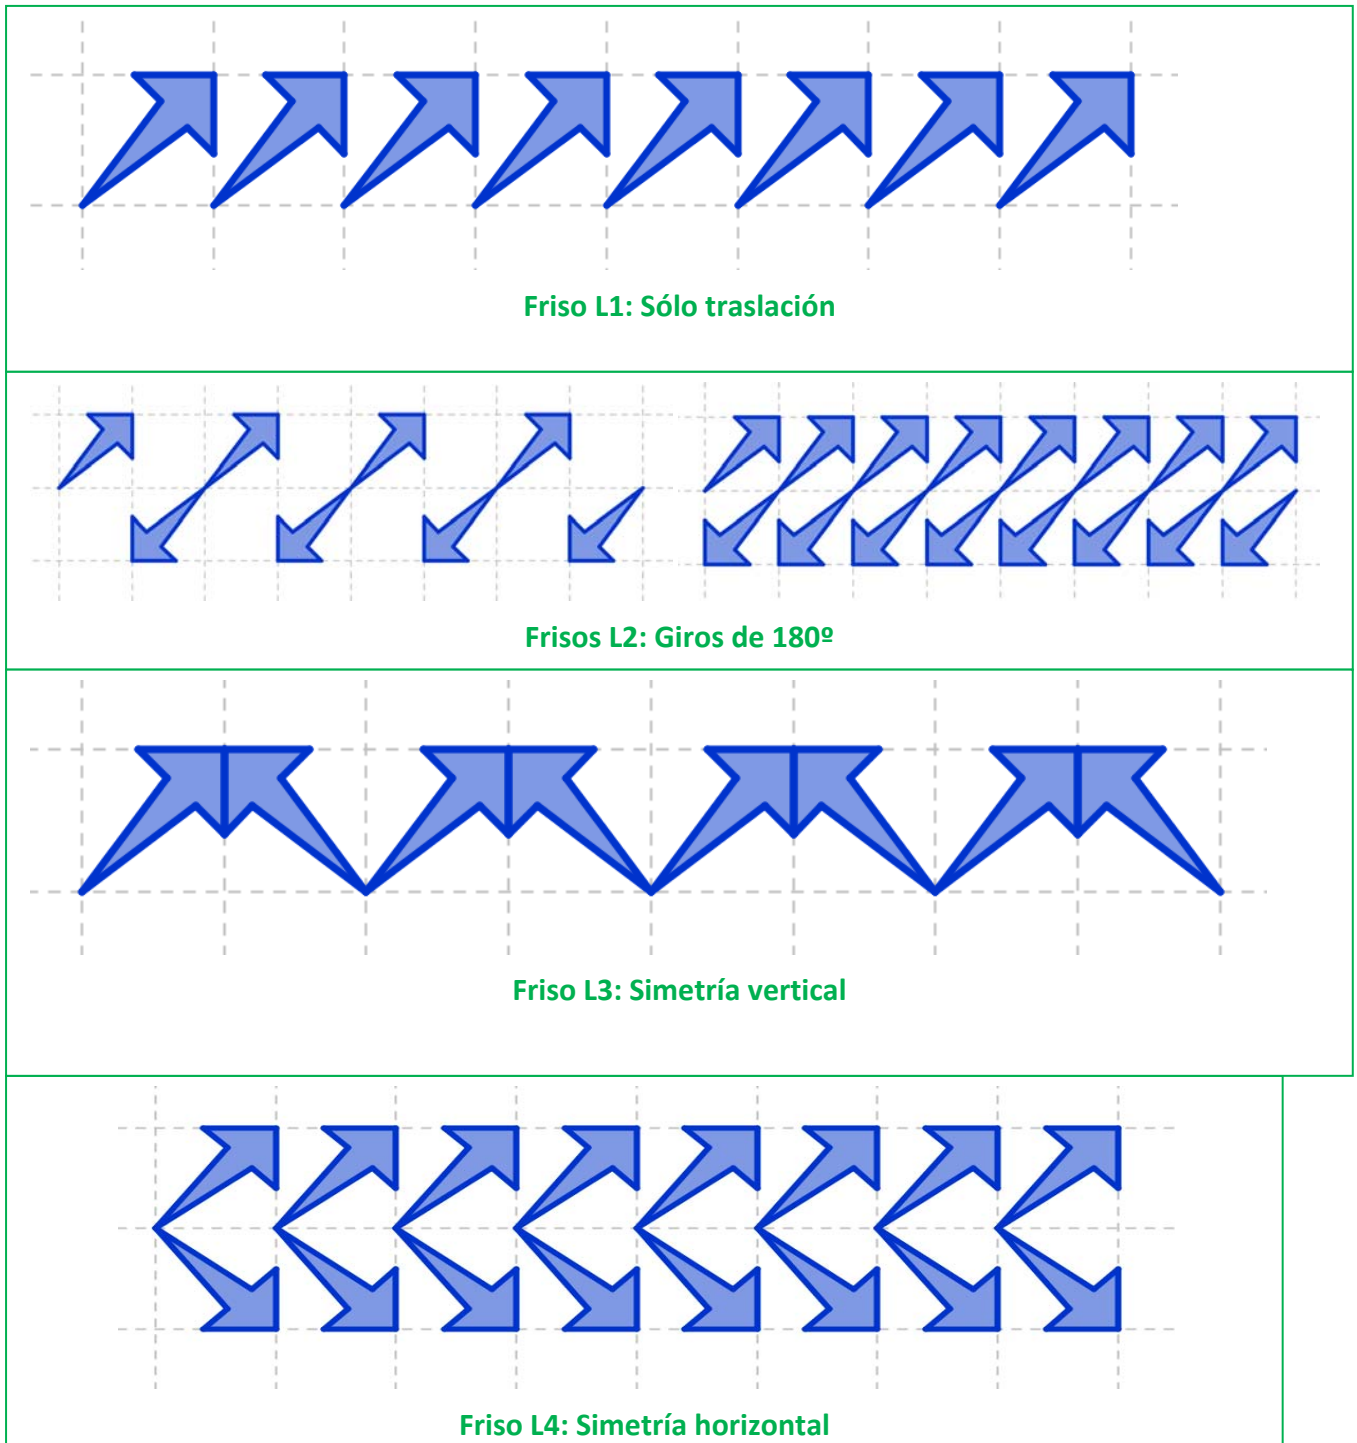 Friso L1: Sólo traslación
Frisos L2: Giros de 180º
Friso L3: Simetría vertical
Friso L4: Simetría horizontal